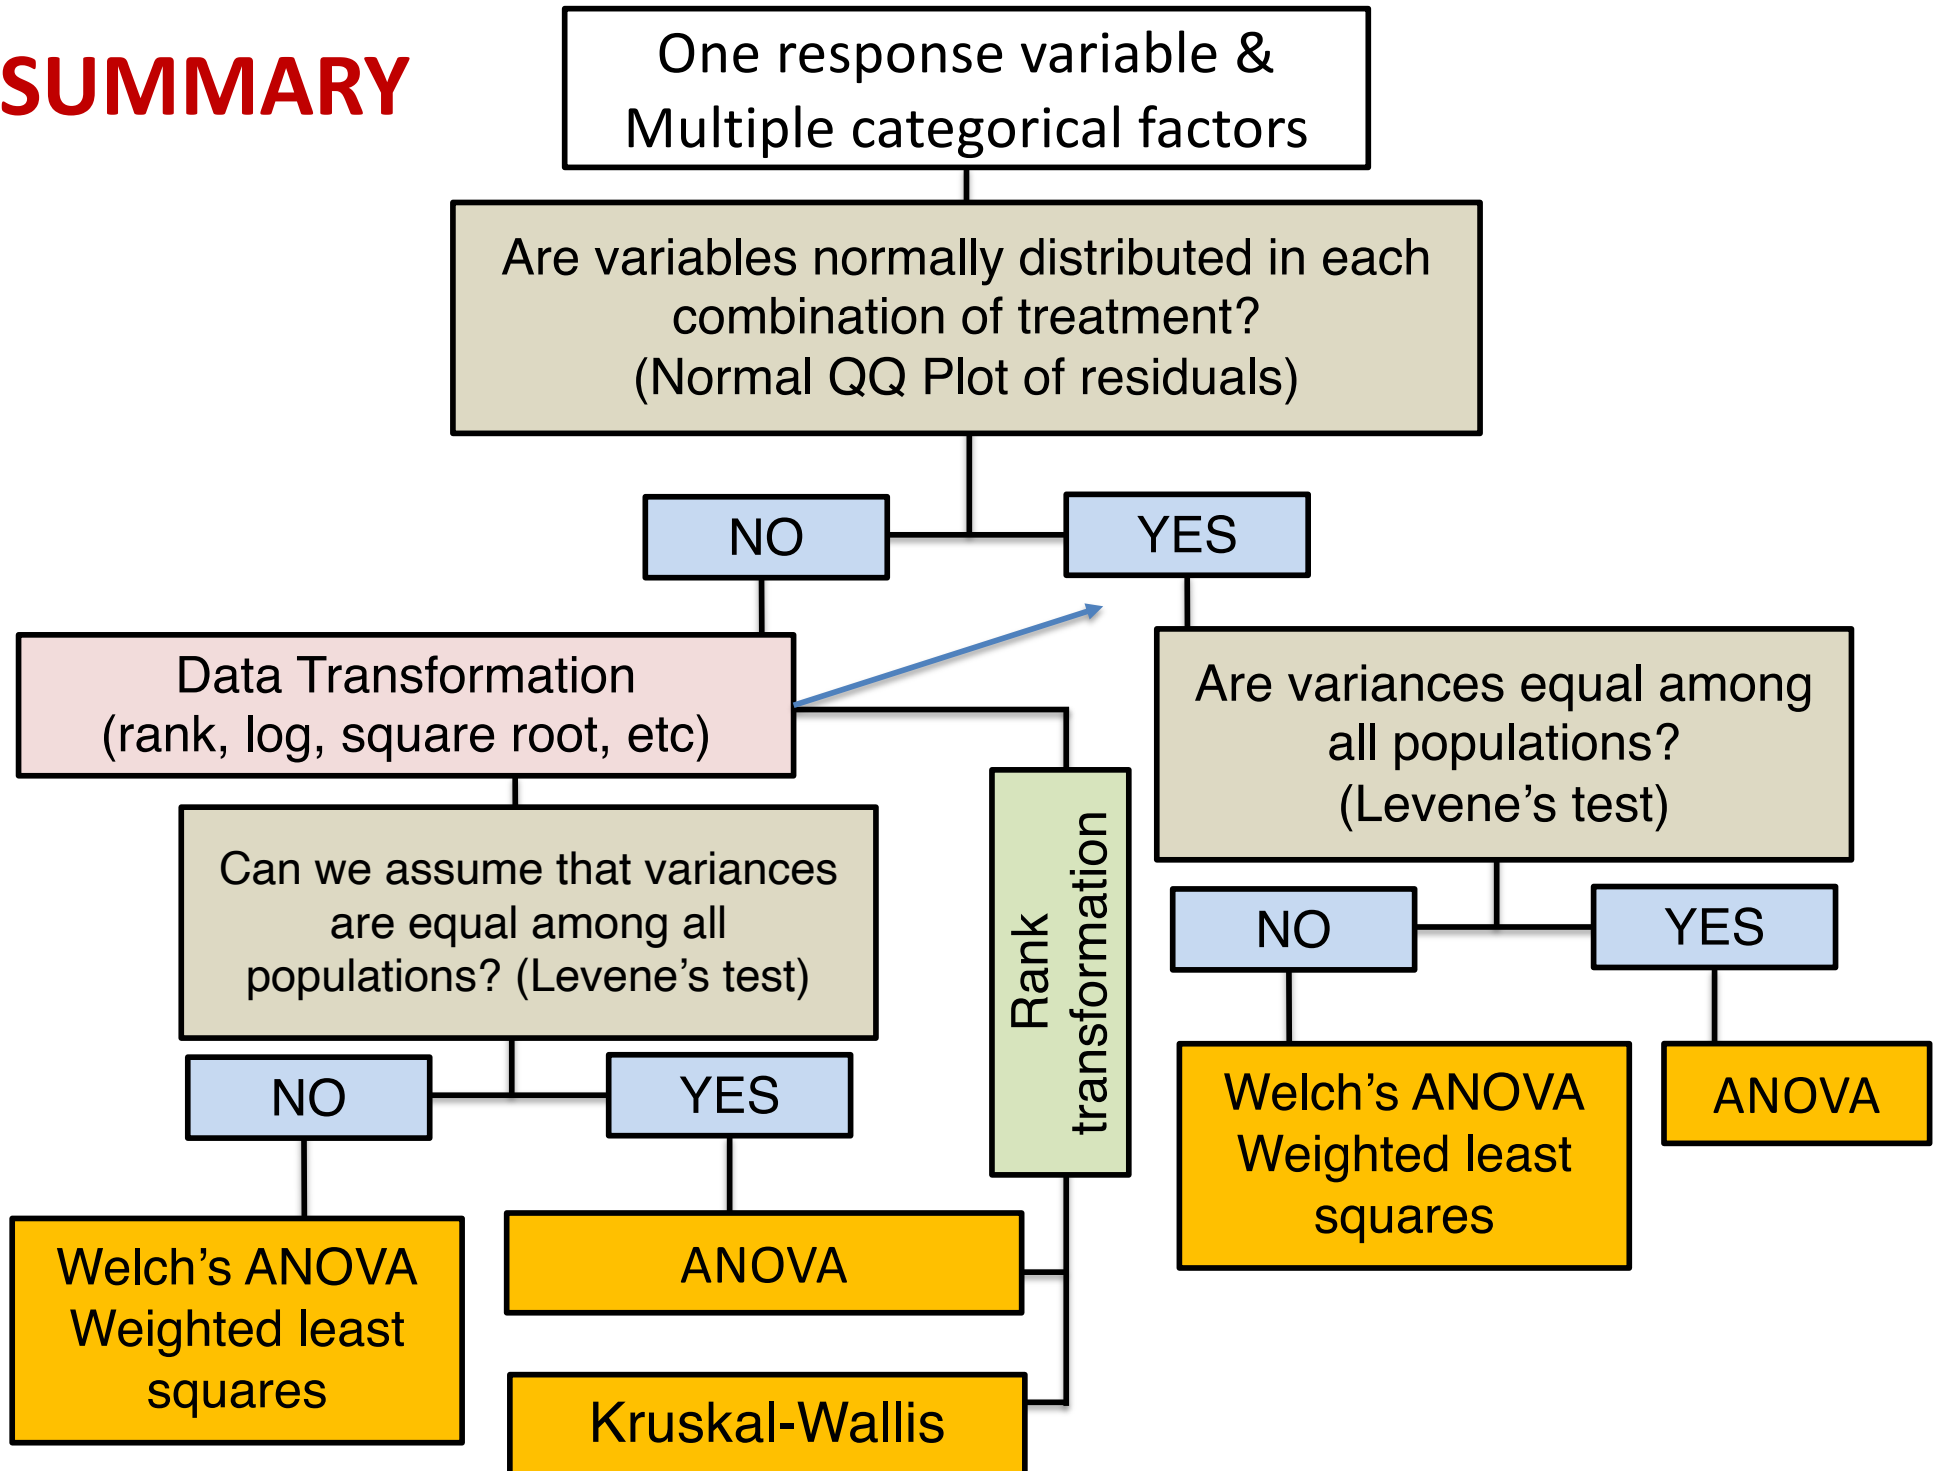 SUMMARY
One response variable &
Multiple categorical factors
Are variables normally distributed in each
combination of treatment?
(Normal QQ Plot of residuals)
NO
YES
Data Transformation
(rank, log, square root, etc)
Are variances equal among
all populations?
(Levene’s test)
Can we assume that variances
are equal among all
populations? (Levene’s test)
Rank
transformation
NO
YES
NO
YES
Welch’s ANOVA
Weighted least
squares
ANOVA
Welch’s ANOVA
Weighted least
squares
ANOVA
Kruskal-Wallis